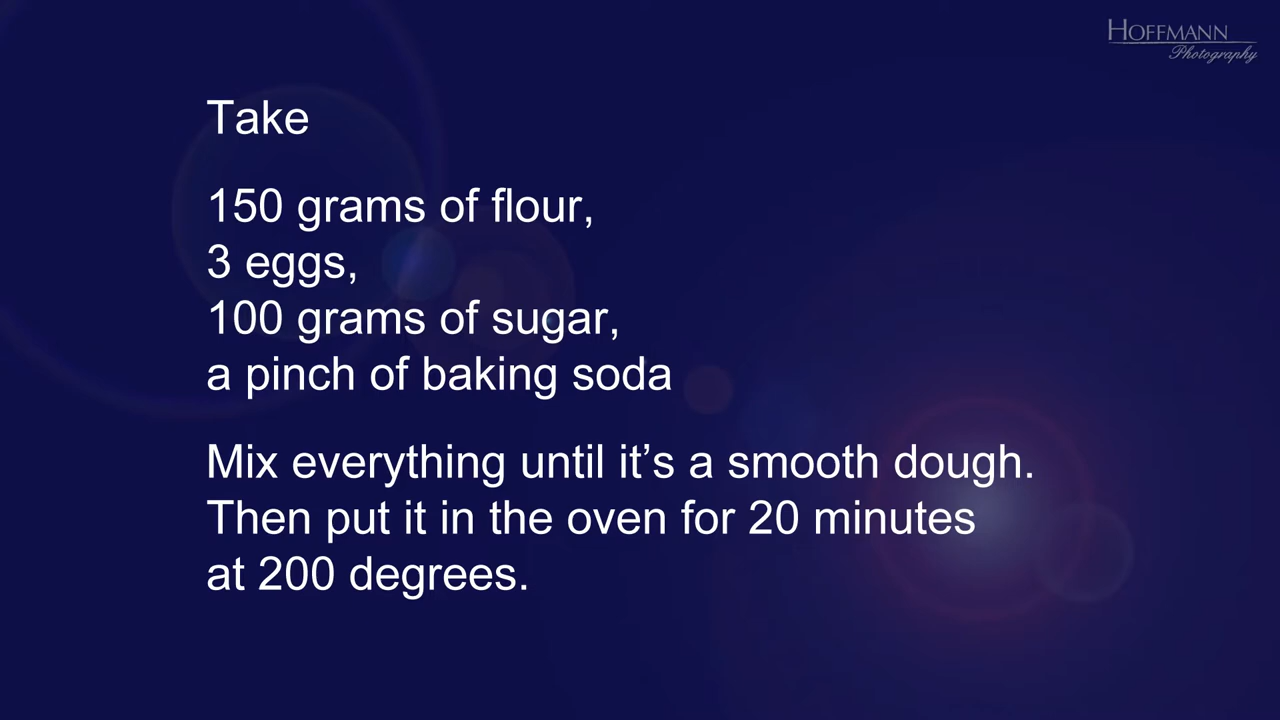 HOFFMANN
Photography
Take
150 grams of flour,
3 eggs,
100 grams of sugar,
a pinch of baking soda
Mix everything until it’s a smooth dough.
Then put it in the oven for 20 minutes
at 200 degrees.